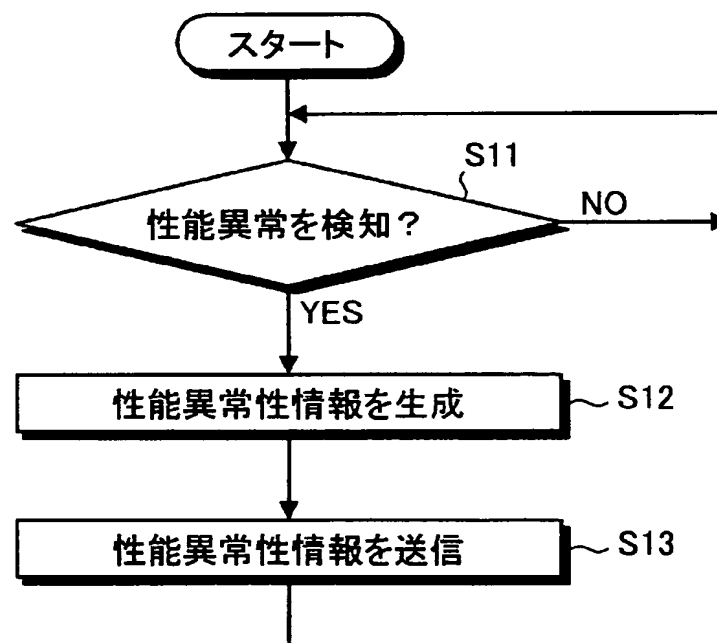 スタート
S11
性能異常を検知?
NO
YES
性能異常性情報を生成
S12
性能異常性情報を送信
S13